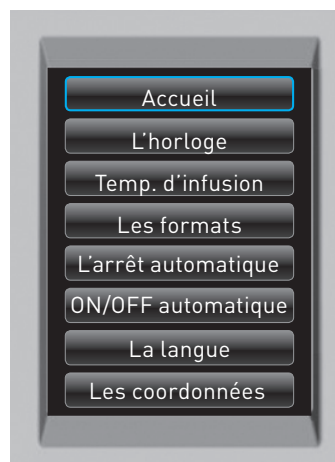 Accueil
L'horloge
Temp. d'infusion
Les formats
L'arrêt automatique
ON/OFF automatique
La langue
Les coordonnées